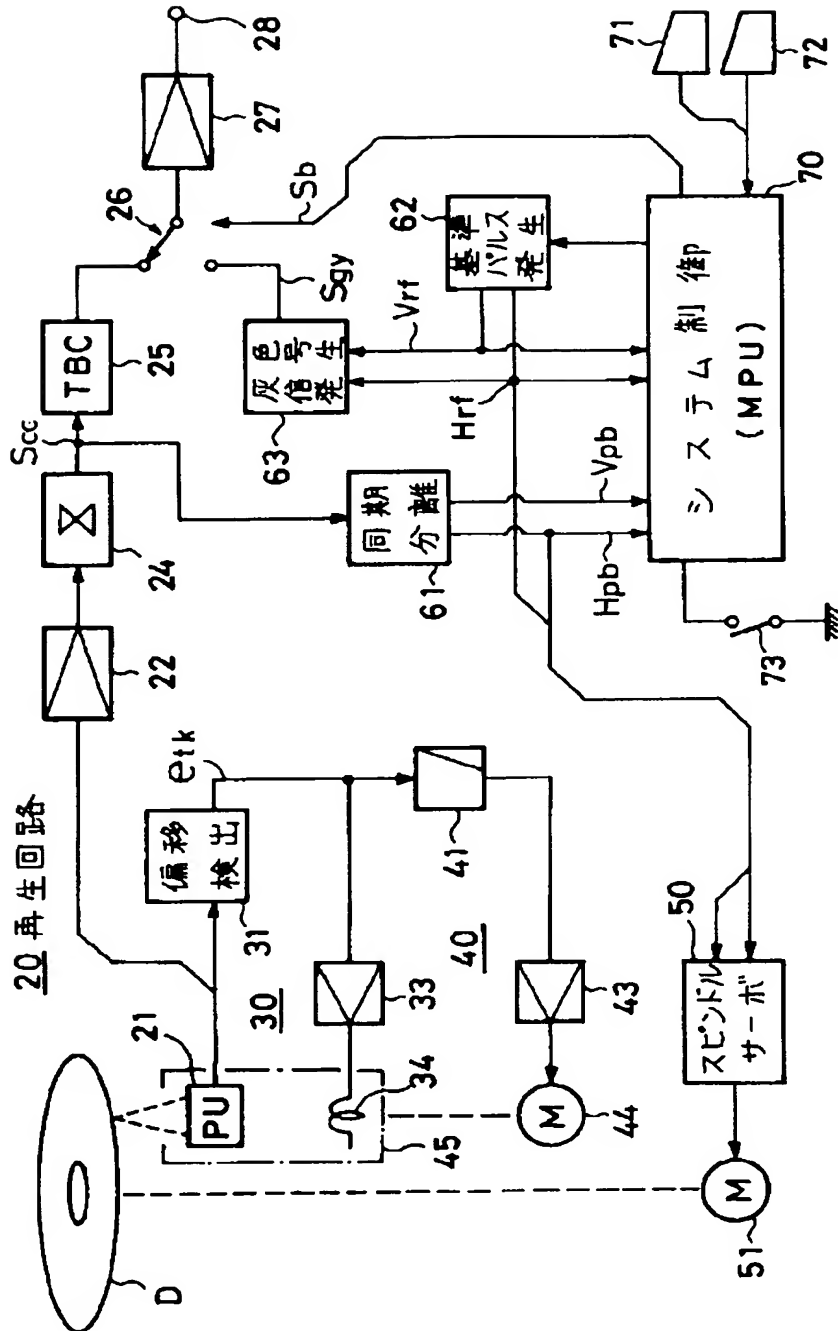 20 再生回路
D
21
PU
22
24
Scc
TBC
25
26
27
28
偏移
検出
31
etk
30
33
34
45
40
41
43
M
44
スピンドル
サーボ
50
M
51
同期
分離
61
灰色
信号
発生
63
Sgy
Sb
基準
パルス
発生
62
Vrf
Hrf
Vpb
Hpb
システム制御
(MPU)
70
71
72
73